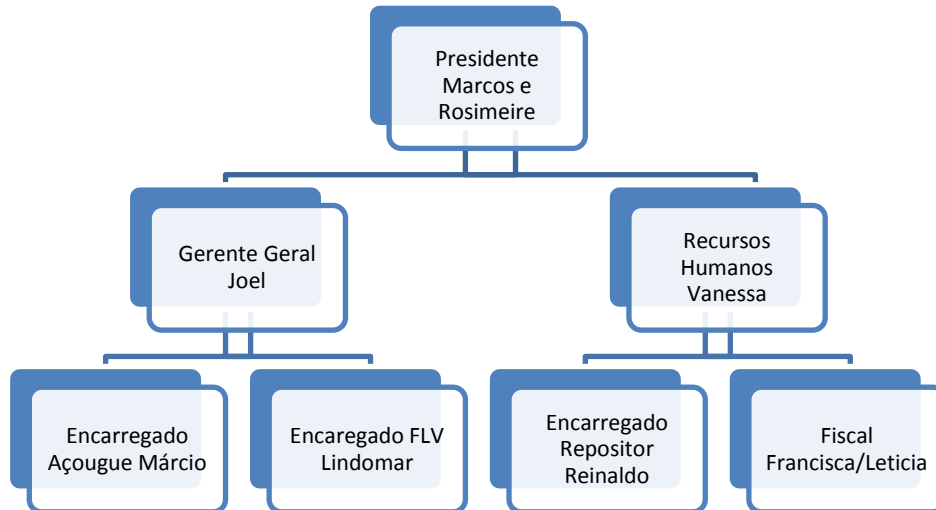 Presidente
Marcos e
Rosimeire
Gerente Geral
Joel
Recursos
Humanos
Vanessa
Encarregado
Açougue Márcio
Encaregado FLV
Lindomar
Encarregado
Repositor
Reinaldo
Fiscal
Francisca/Leticia